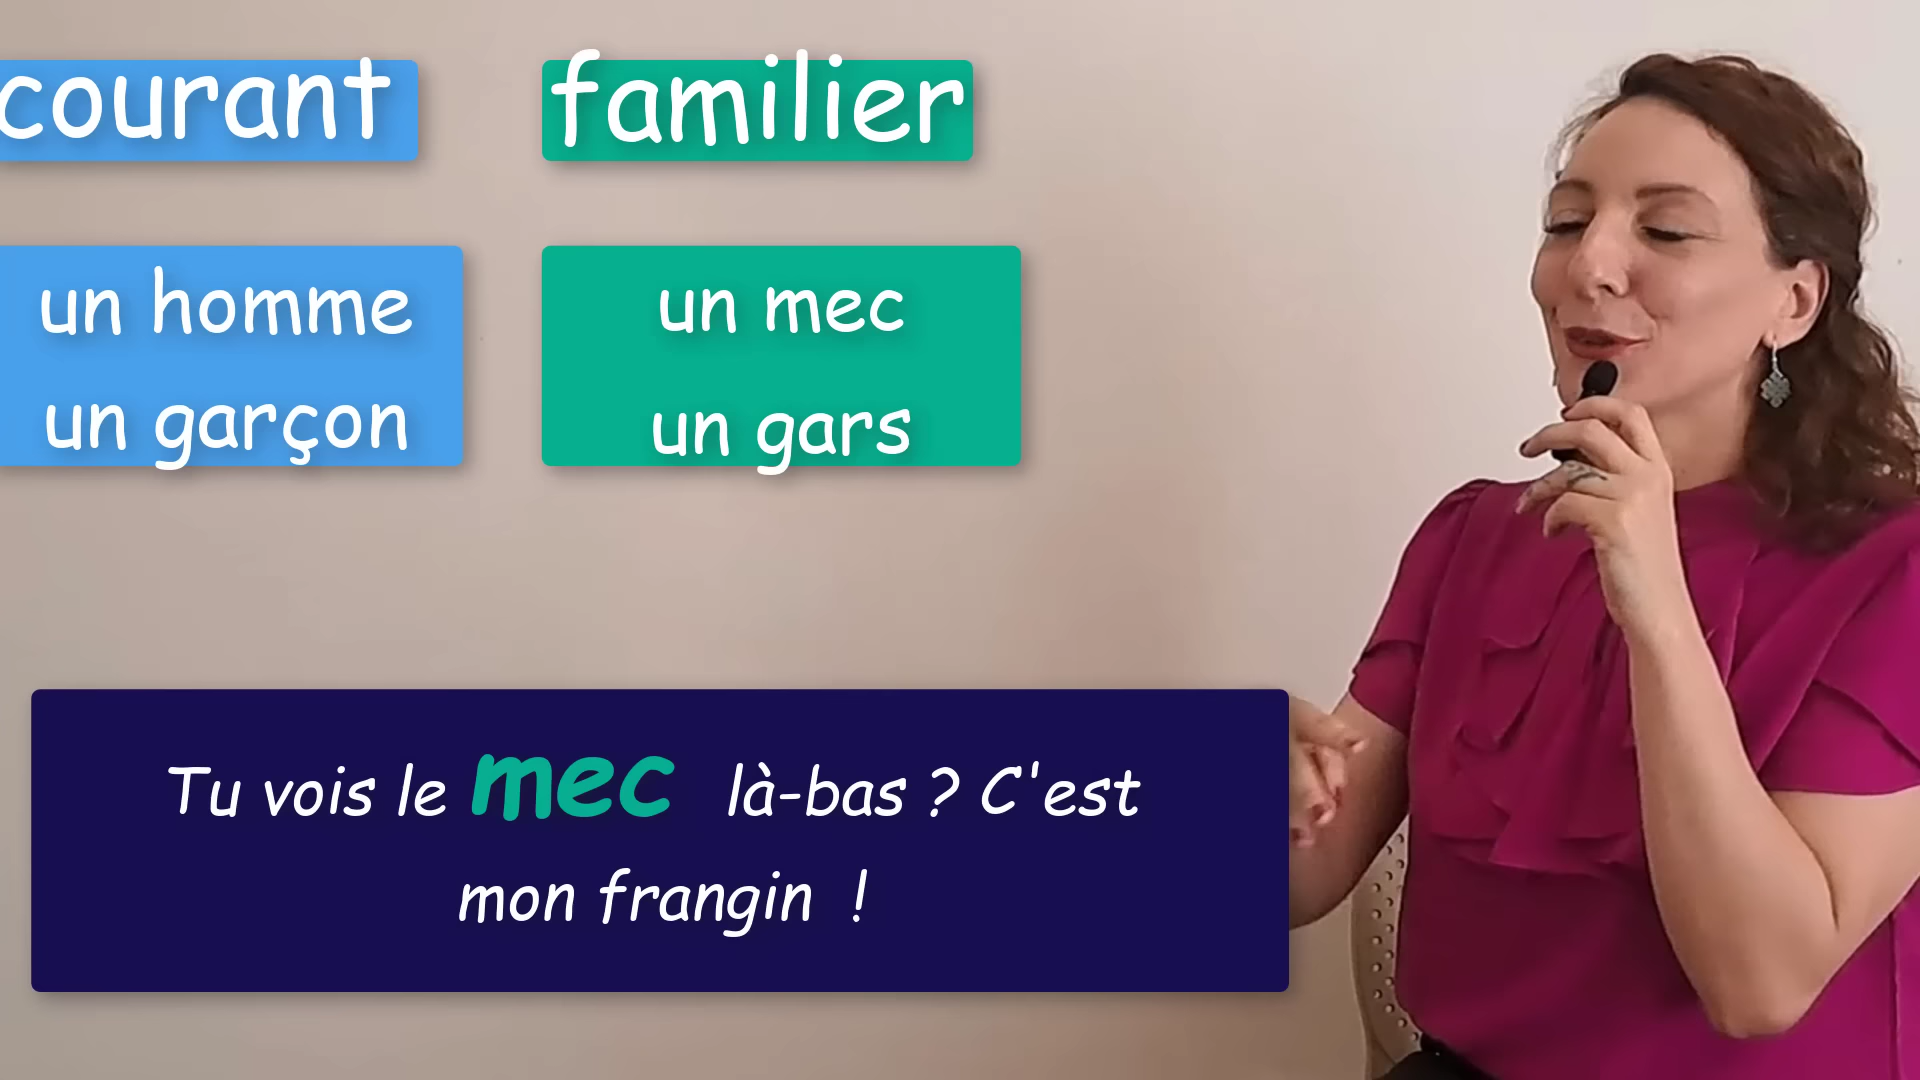 courant
familier
un homme
un garçon
un mec
un gars
Tu vois le mec là-bas ? C'est
mon frangin !